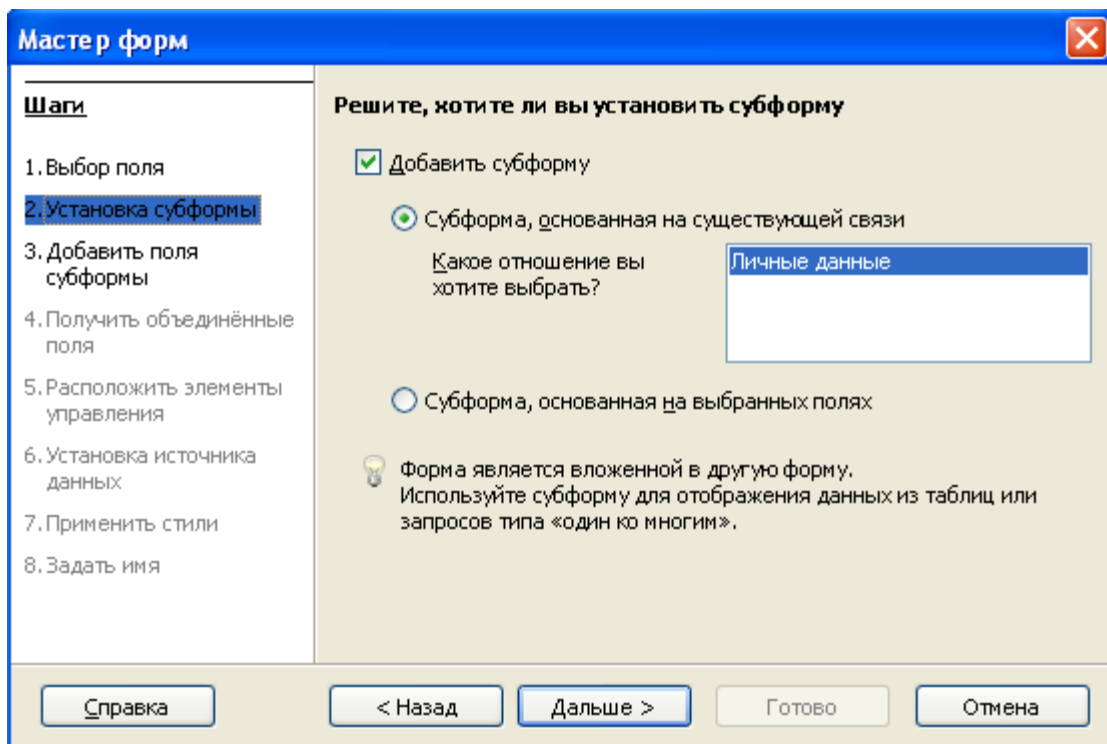 Мастер форм
Шаги
1. Выбор поля
2. Установка субформы
3. Добавить поля
субформы
4. Получить объединённые
поля
5. Расположить элементы
управления
6. Установка источника
данных
7. Применить стили
8. Задать имя
Решите, хотите ли вы установить субформу
Добавить субформу
Субформа, основанная на существующей связи
Какое отношение вы
хотите выбрать?
Личные данные
Субформа, основанная на выбранных полях
Форма является вложенной в другую форму.
Используйте субформу для отображения данных из таблиц или
запросов типа «один ко многим».
Справка
< Назад
Дальше >
Готово
Отмена